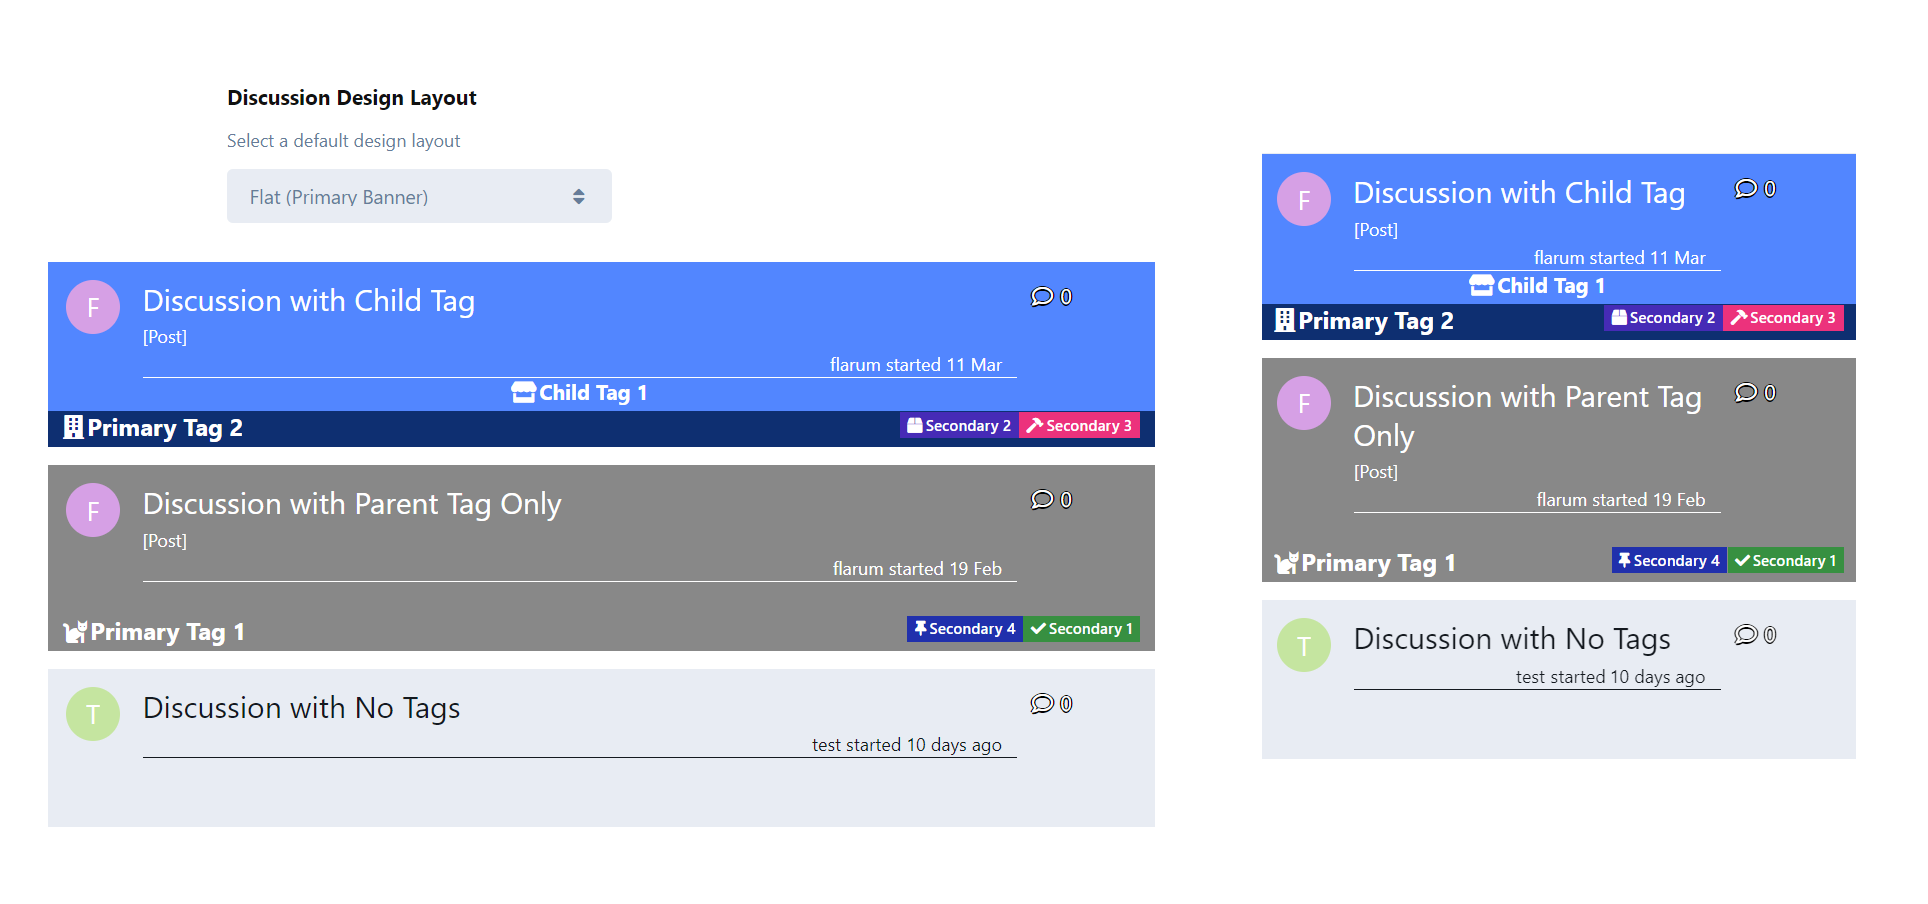 Discussion Design Layout
Select a default design layout
Flat (Primary Banner)
F
Discussion with Child Tag
0
[Post]
flarum started 11 Mar
Child Tag 1
Primary Tag 2
Secondary 2
Secondary 3
F
Discussion with Parent Tag Only
0
[Post]
flarum started 19 Feb
Primary Tag 1
Secondary 4
Secondary 1
T
Discussion with No Tags
0
test started 10 days ago
F
Discussion with Child Tag
0
[Post]
flarum started 11 Mar
Child Tag 1
Primary Tag 2
Secondary 2
Secondary 3
F
Discussion with Parent Tag
Only
0
[Post]
flarum started 19 Feb
Primary Tag 1
Secondary 4
Secondary 1
T
Discussion with No Tags
0
test started 10 days ago